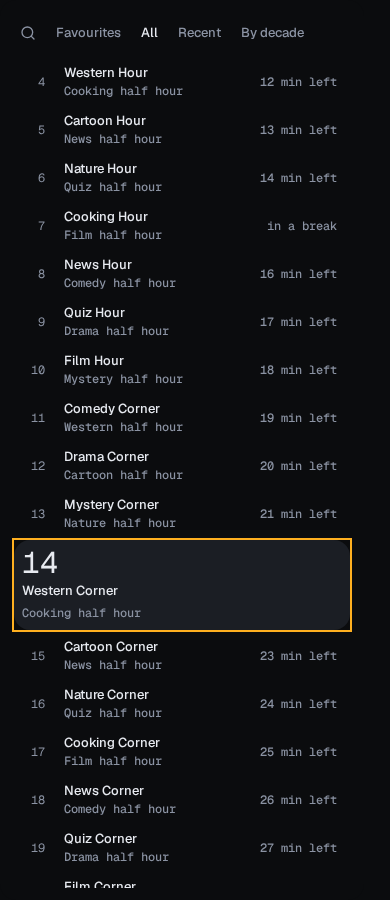 Favourites All Recent By decade
4 Western Hour 12 min left
Cooking half hour
5 Cartoon Hour 13 min left
News half hour
6 Nature Hour 14 min left
Quiz half hour
7 Cooking Hour in a break
Film half hour
8 News Hour 16 min left
Comedy half hour
9 Quiz Hour 17 min left
Drama half hour
10 Film Hour 18 min left
Mystery half hour
11 Comedy Corner 19 min left
Western half hour
12 Drama Corner 20 min left
Cartoon half hour
13 Mystery Corner 21 min left
Nature half hour
14
Western Corner
Cooking half hour
15 Cartoon Corner 23 min left
News half hour
16 Nature Corner 24 min left
Quiz half hour
17 Cooking Corner 25 min left
Film half hour
18 News Corner 26 min left
Comedy half hour
19 Quiz Corner 27 min left
Drama half hour
Film Corner